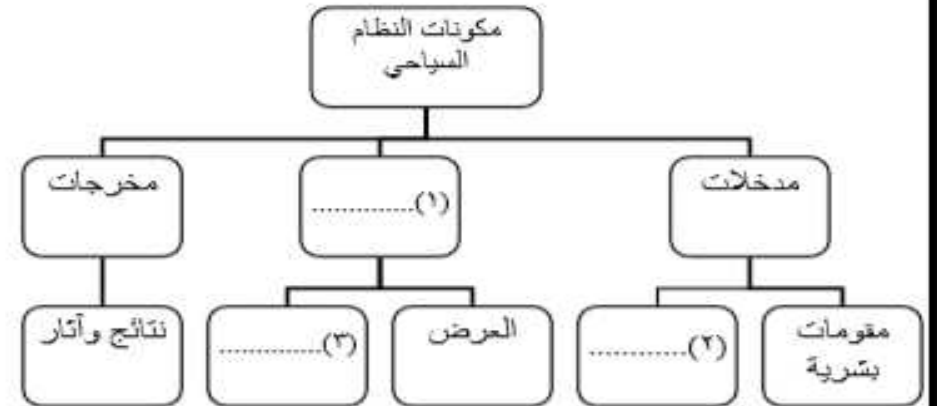 مكونات النظام
السياحي
مدخلات
(١)..............
مخرجات
مقومات
بشرية
(٢).............
العرض
(٣)..............
نتائج وآثار